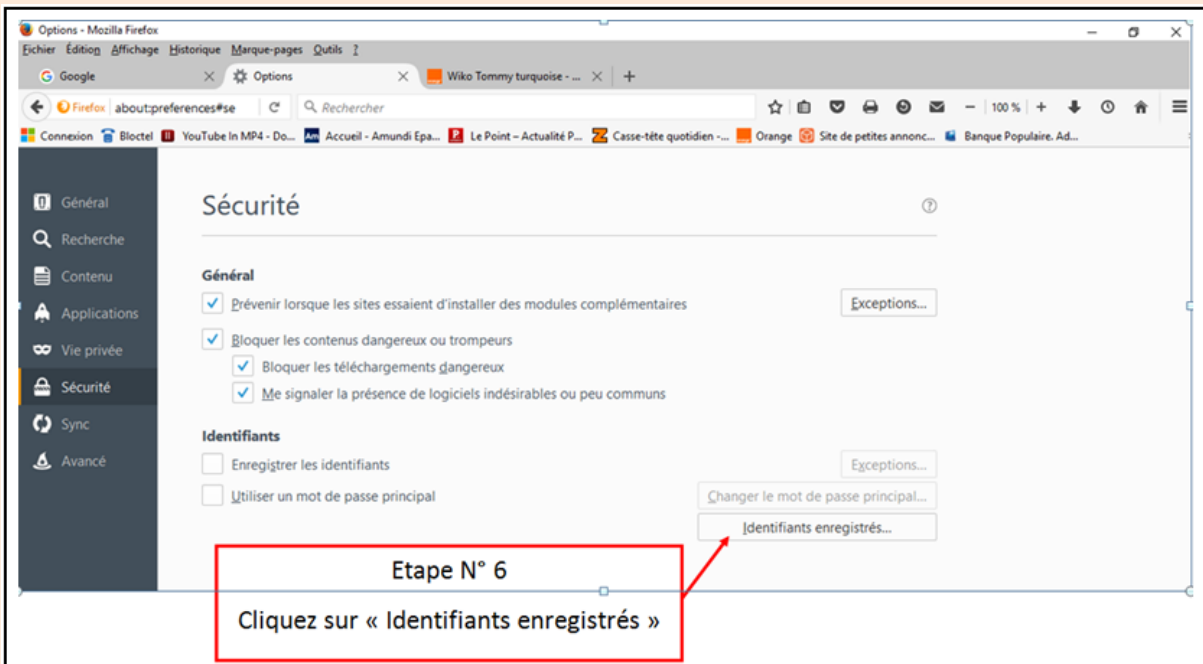 Options - Mozilla Firefox
Fichier Édition Affichage Historique Marque-pages Outils ?
Google Options Wiko Tommy turquoise - ...
Firefox about:preferences#se Rechercher 100 %
Connexion Bloctel YouTube In MP4 - Do... Am Accueil - Amundi Epa... Le Point – Actualité P... Casse-tête quotidien -... Orange Site de petites annonc... Banque Populaire. Ad...
Général
Recherche
Contenu
Applications
Vie privée
Sécurité
Sync
Avancé
Sécurité
Général
Prévenir lorsque les sites essaient d'installer des modules complémentaires Exceptions...
Bloquer les contenus dangereux ou trompeurs
Bloquer les téléchargements dangereux
Me signaler la présence de logiciels indésirables ou peu communs
Identifiants
Enregistrer les identifiants Exceptions...
Utiliser un mot de passe principal Changer le mot de passe principal...
Identifiants enregistrés...
Etape N° 6
Cliquez sur « Identifiants enregistrés »